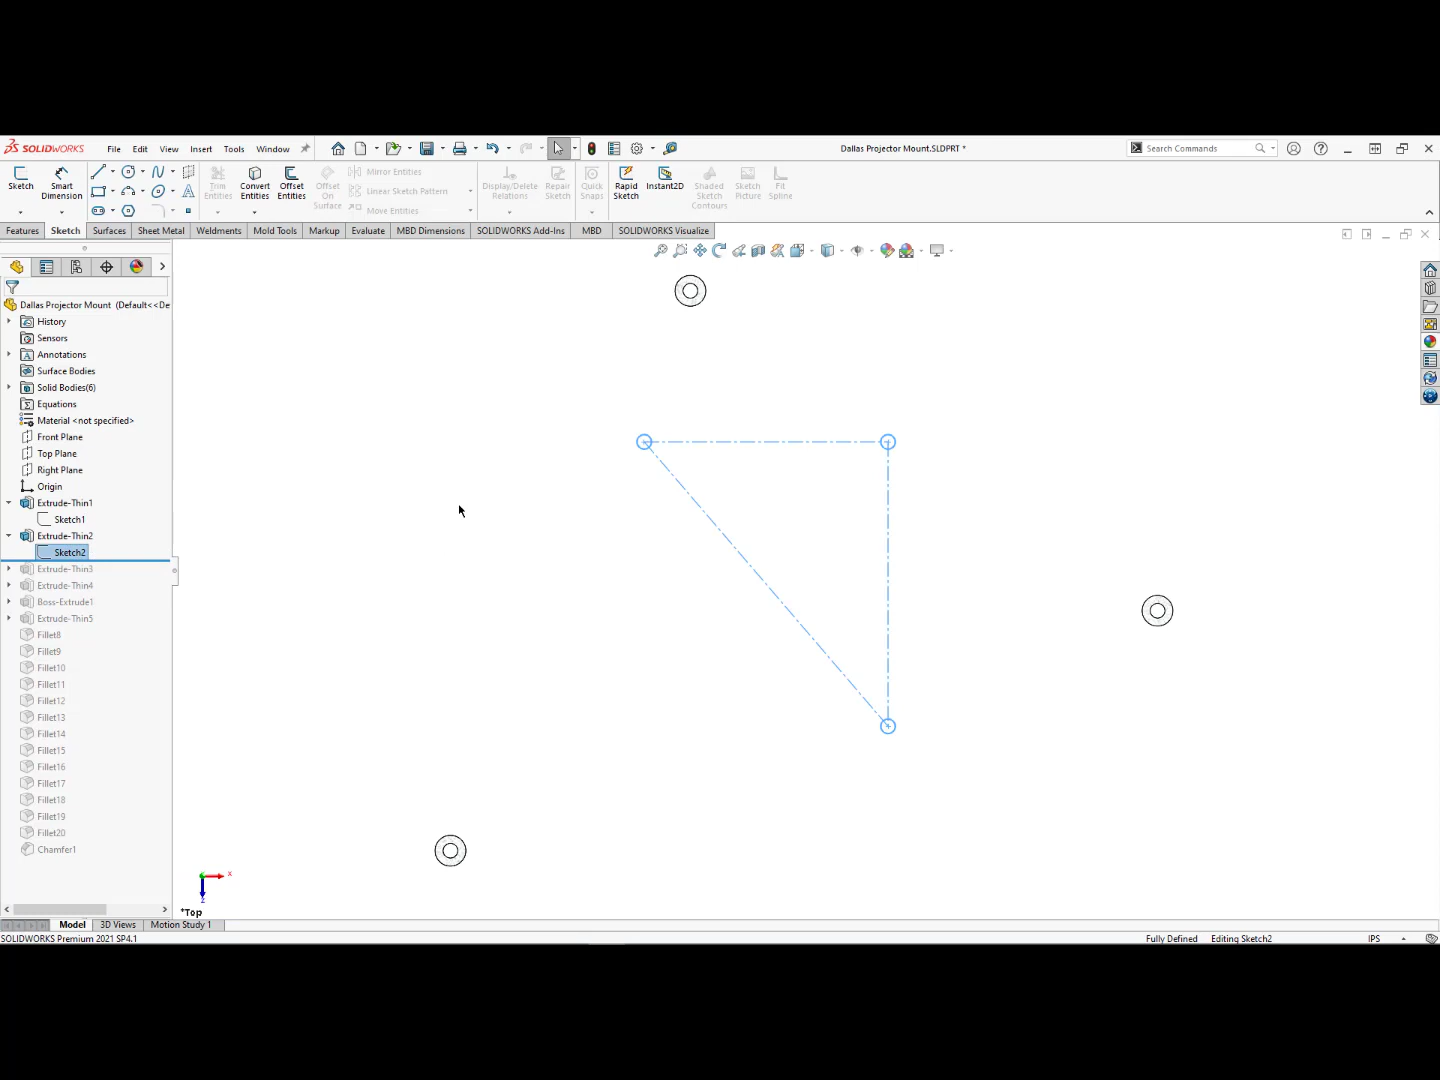 SOLIDWORKS File Edit View Insert Tools Window
Dallas Projector Mount.SLDPRT *
Search Commands
Sketch
Smart Dimension
Trim Entities
Convert Entities
Offset Entities
Offset On Surface
Mirror Entities
Linear Sketch Pattern
Move Entities
Display/Delete Relations
Repair Sketch
Quick Snaps
Rapid Sketch
Instant2D
Shaded Sketch Contours
Sketch Picture
Fit Spline
Features Sketch Surfaces Sheet Metal Weldments Mold Tools Markup Evaluate MBD Dimensions SOLIDWORKS Add-Ins MBD SOLIDWORKS Visualize
Dallas Projector Mount (Default<<De
History
Sensors
Annotations
Surface Bodies
Solid Bodies(6)
Equations
Material <not specified>
Front Plane
Top Plane
Right Plane
Origin
Extrude-Thin1
Sketch1
Extrude-Thin2
Sketch2
Extrude-Thin3
Extrude-Thin4
Boss-Extrude1
Extrude-Thin5
Fillet8
Fillet9
Fillet10
Fillet11
Fillet12
Fillet13
Fillet14
Fillet15
Fillet16
Fillet17
Fillet18
Fillet19
Fillet20
Chamfer1
x
z
*Top
Model 3D Views Motion Study 1
SOLIDWORKS Premium 2021 SP4.1
Fully Defined Editing Sketch2 IPS